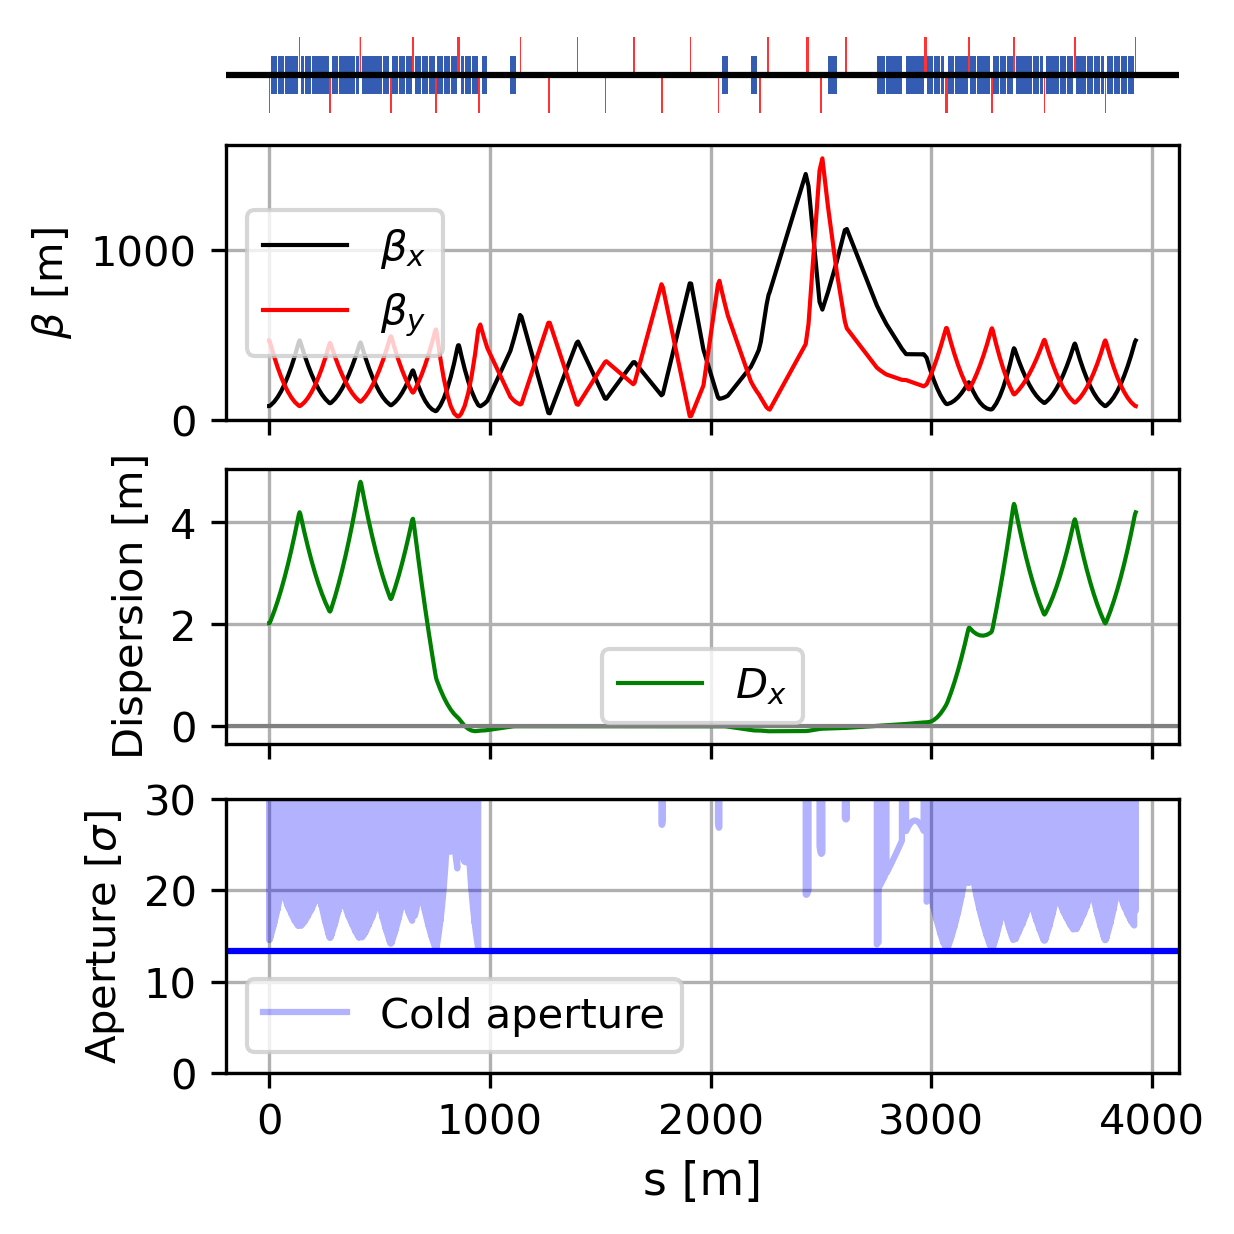 β [m]
1000
0
βx
βy
Dispersion [m]
4
2
0
Dx
Aperture [σ]
30
20
10
0
Cold aperture
0 1000 2000 3000 4000
s [m]